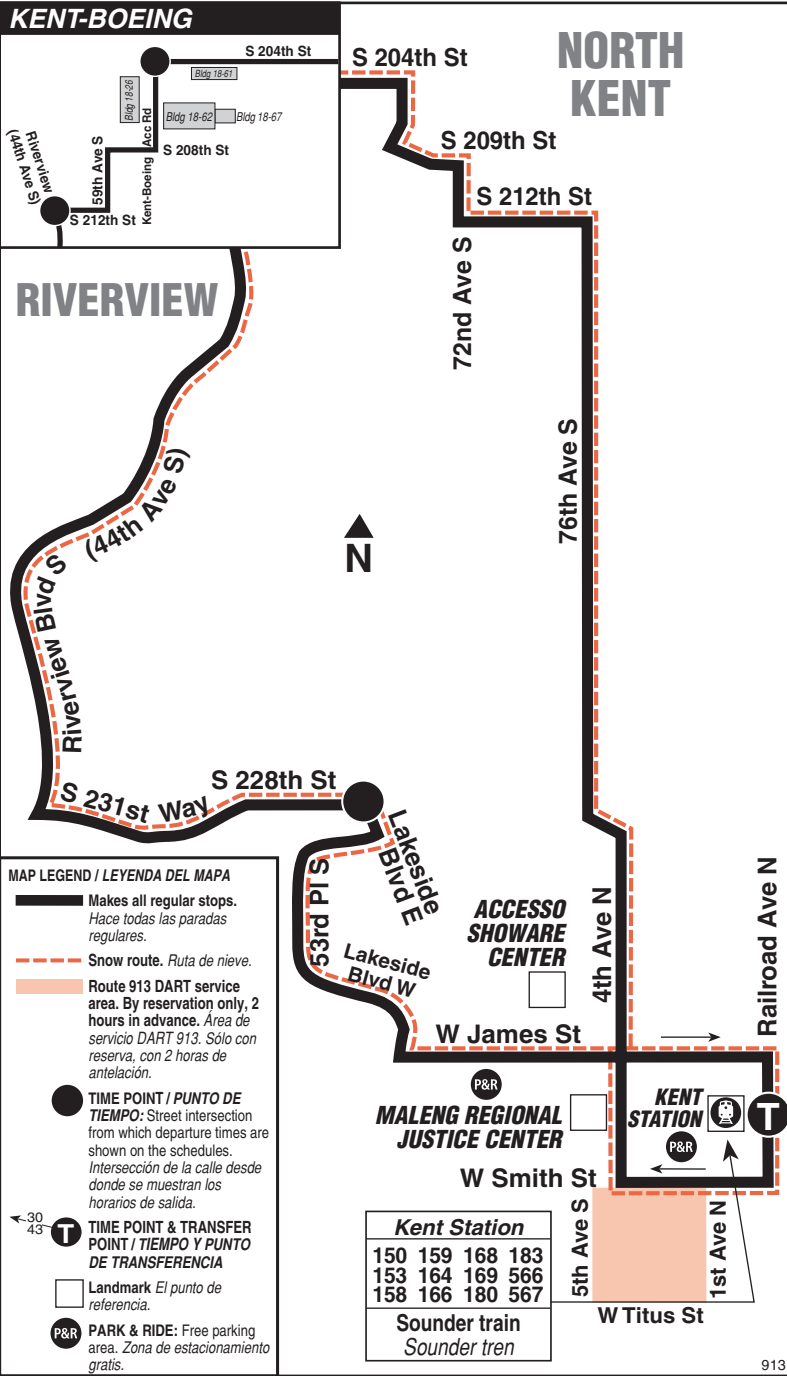 KENT-BOEING
S 204th St
Bldg 18-61
Bldg 18-26
Bldg 18-62
Bldg 18-67
Kent-Boeing Acc Rd
59th Ave S
S 208th St
Riverview
(44th Ave S)
S 212th St
S 204th St
NORTH
KENT
S 209th St
S 212th St
RIVERVIEW
72nd Ave S
76th Ave S
(44th Ave S)
N
Riverview Blvd S
S 228th St
S 231st Way
Lakeside
Blvd E
53rd Pl S
Lakeside
Blvd W
ACCESSO
SHOWARE
CENTER
4th Ave N
Railroad Ave N
W James St
P&R
MALENG REGIONAL
JUSTICE CENTER
KENT
STATION
T
P&R
W Smith St
5th Ave S
1st Ave N
W Titus St
Kent Station
150 159 168 183
153 164 169 566
158 166 180 567
Sounder train
Sounder tren
MAP LEGEND / LEYENDA DEL MAPA
Makes all regular stops.
Hace todas las paradas
regulares.
Snow route. Ruta de nieve.
Route 913 DART service
area. By reservation only, 2
hours in advance. Área de
servicio DART 913. Sólo con
reserva, con 2 horas de
antelación.
TIME POINT / PUNTO DE
TIEMPO: Street intersection
from which departure times are
shown on the schedules.
Intersección de la calle desde
donde se muestran los
horarios de salida.
30
43
T
TIME POINT & TRANSFER
POINT / TIEMPO Y PUNTO
DE TRANSFERENCIA
Landmark El punto de
referencia.
P&R
PARK & RIDE: Free parking
area. Zona de estacionamiento
gratis.
913